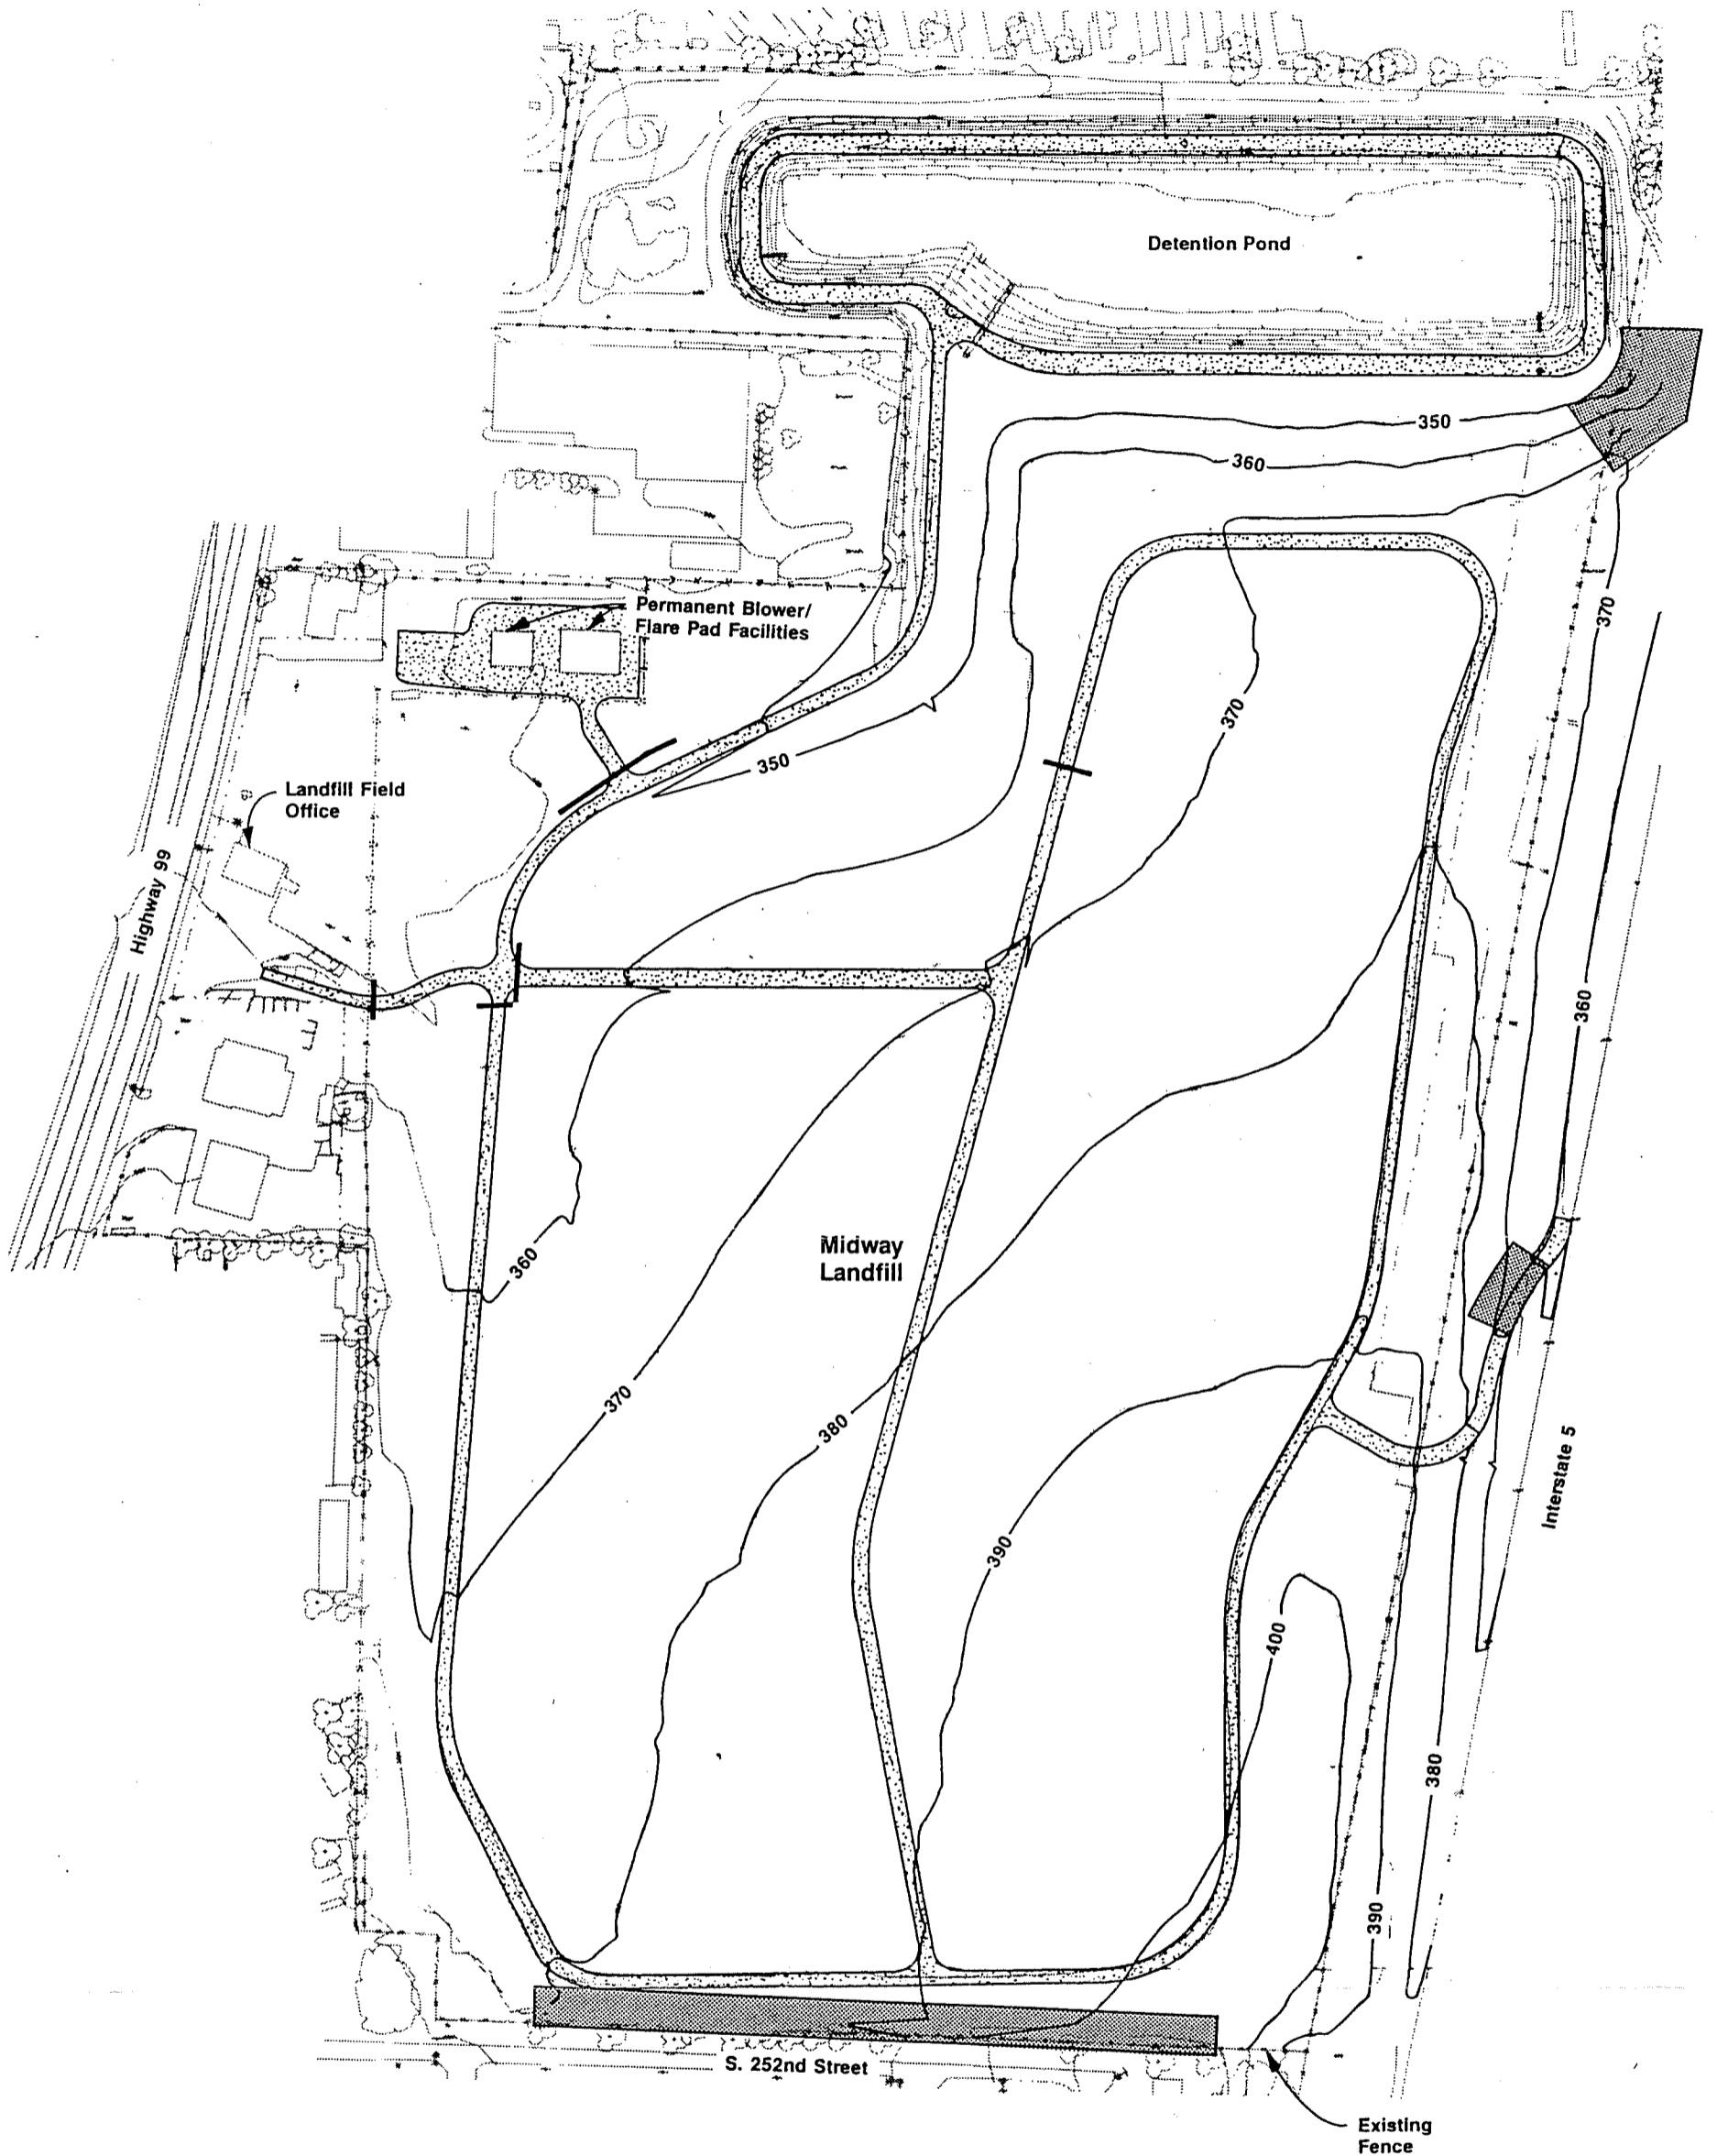 Detention Pond
350
360
370
Permanent Blower/
Flare Pad Facilities
370
350
Landfill Field
Office
Highway 99
360
Midway
Landfill
360
370
380
390
Interstate 5
400
380
390
S. 252nd Street
Existing
Fence